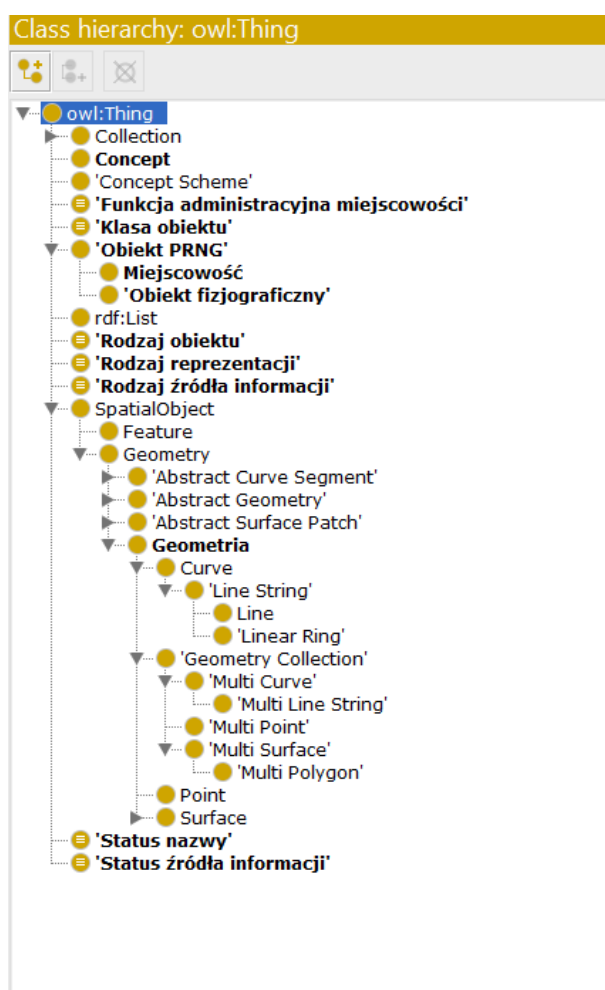 Class hierarchy: owl:Thing
owl:Thing
Collection
Concept
'Concept Scheme'
'Funkcja administracyjna miejscowości'
'Klasa obiektu'
'Obiekt PRNG'
Miejscowość
'Obiekt fizjograficzny'
rdf:List
'Rodzaj obiektu'
'Rodzaj reprezentacji'
'Rodzaj źródła informacji'
SpatialObject
Feature
Geometry
'Abstract Curve Segment'
'Abstract Geometry'
'Abstract Surface Patch'
Geometria
Curve
'Line String'
Line
'Linear Ring'
'Geometry Collection'
'Multi Curve'
'Multi Line String'
'Multi Point'
'Multi Surface'
'Multi Polygon'
Point
Surface
'Status nazwy'
'Status źródła informacji'